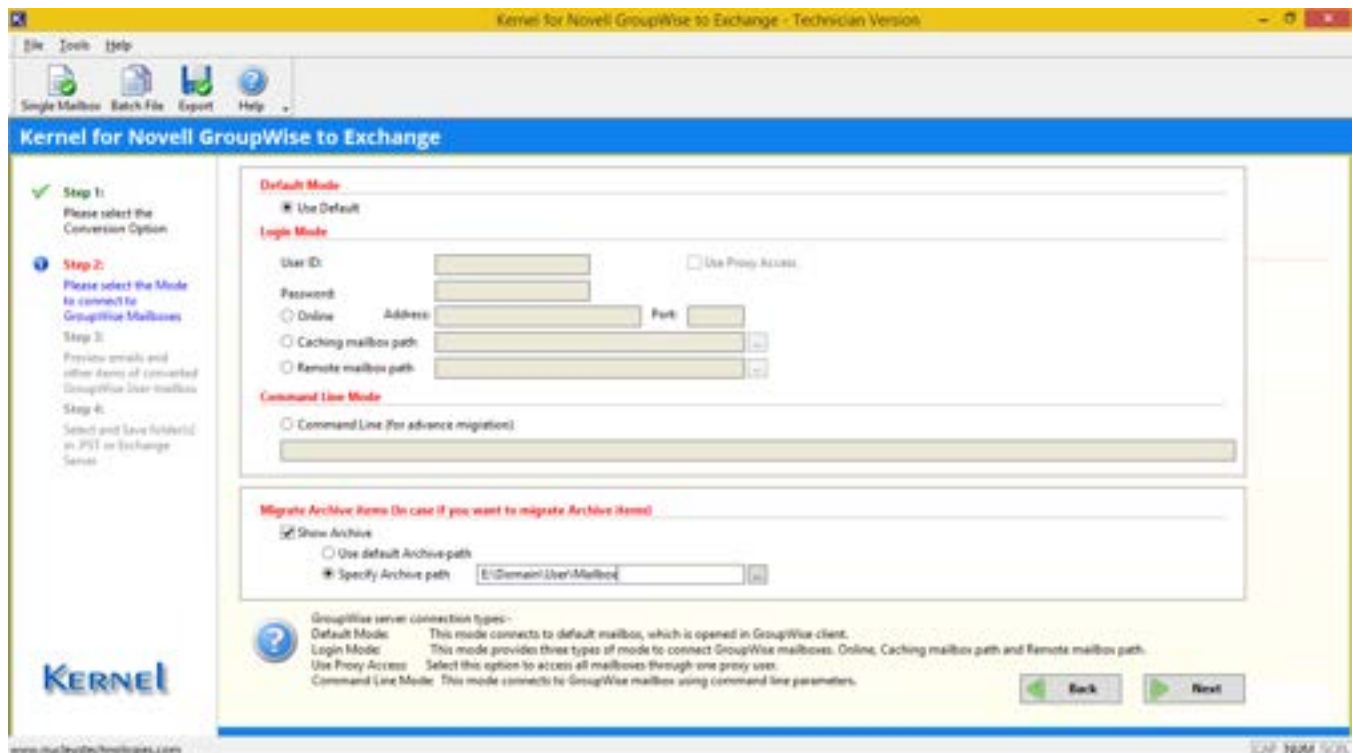 Kernel for Novell GroupWise to Exchange - Technician Version
File Tools Help
Single Mailbox Batch File Export Help
Kernel for Novell GroupWise to Exchange
Step 1:
Please select the
Conversion Option
Step 2:
Please select the Mode
to connect to
GroupWise Mailboxes
Step 3:
Preview emails and
other items of converted
GroupWise User mailbox
Step 4:
Select and Save folder(s)
in .PST or Exchange
Server
KERNEL
Default Mode
Use Default
Login Mode
User ID: Use Proxy Access
Password:
Online Address: Port:
Caching mailbox path ...
Remote mailbox path ...
Command Line Mode
Command Line (for advance migration)
Migrate Archive items (In case if you want to migrate Archive items)
Show Archive
Use default Archive path
Specify Archive path E:\Domain\User\Mailbox ...
GroupWise server connection types:-
Default Mode: This mode connects to default mailbox, which is opened in GroupWise client.
Login Mode: This mode provides three types of mode to connect GroupWise mailboxes. Online, Caching mailbox path and Remote mailbox path.
Use Proxy Access: Select this option to access all mailboxes through one proxy user.
Command Line Mode: This mode connects to GroupWise mailbox using command line parameters.
Back Next
www.nucleustechnologies.com CAP NUM SCRL